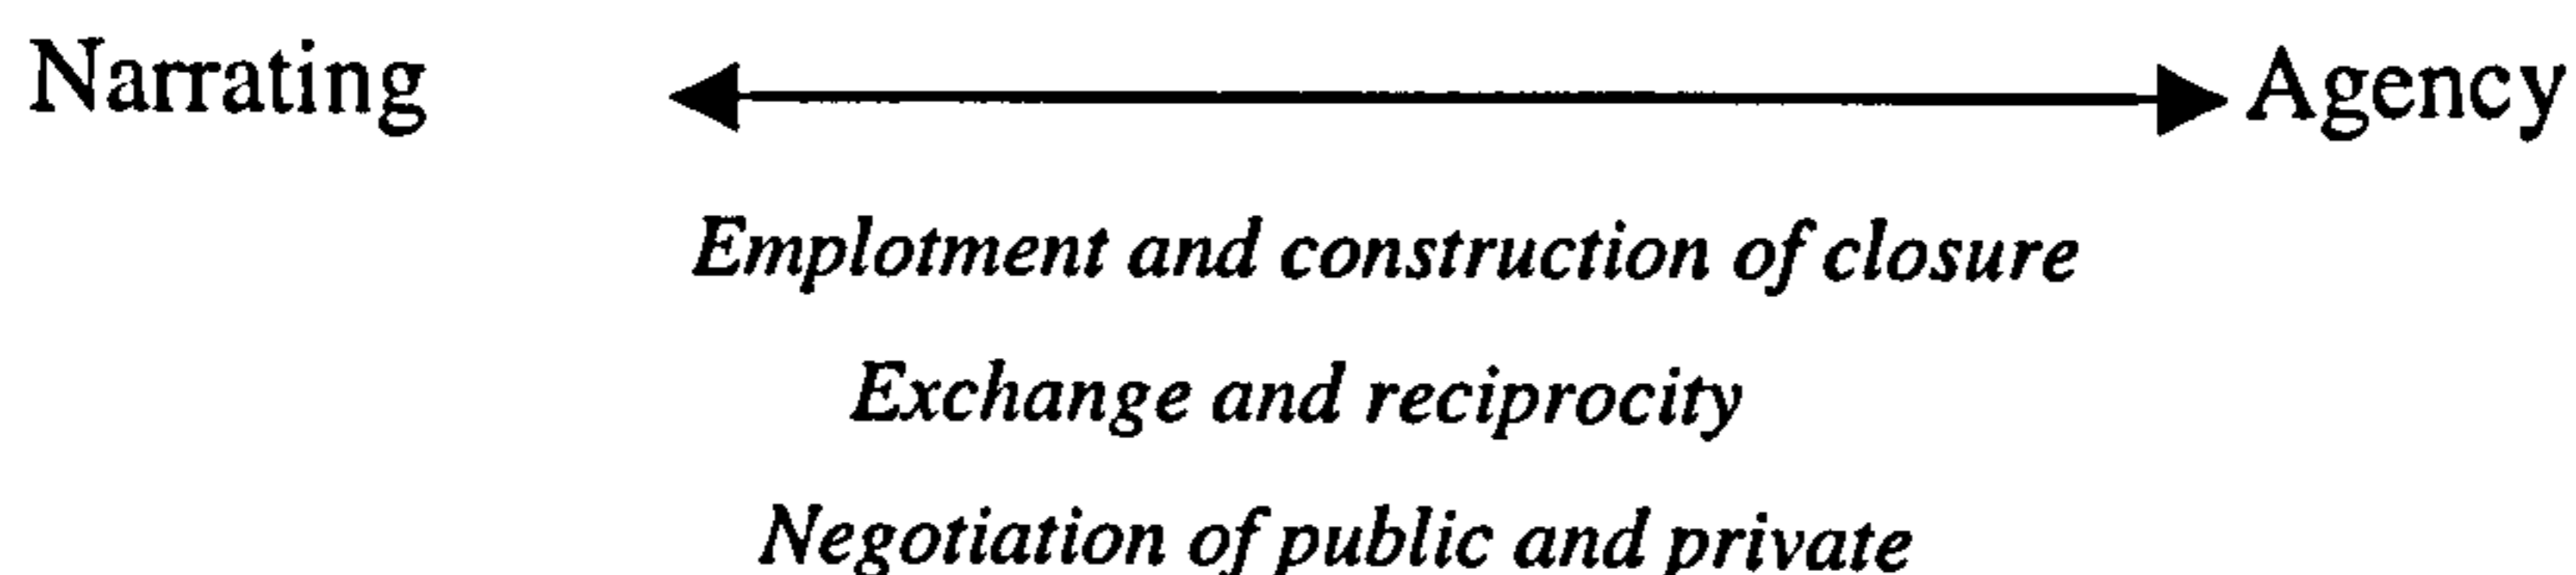 Narrating Agency
Emplotment and construction of closure
Exchange and reciprocity
Negotiation of public and private